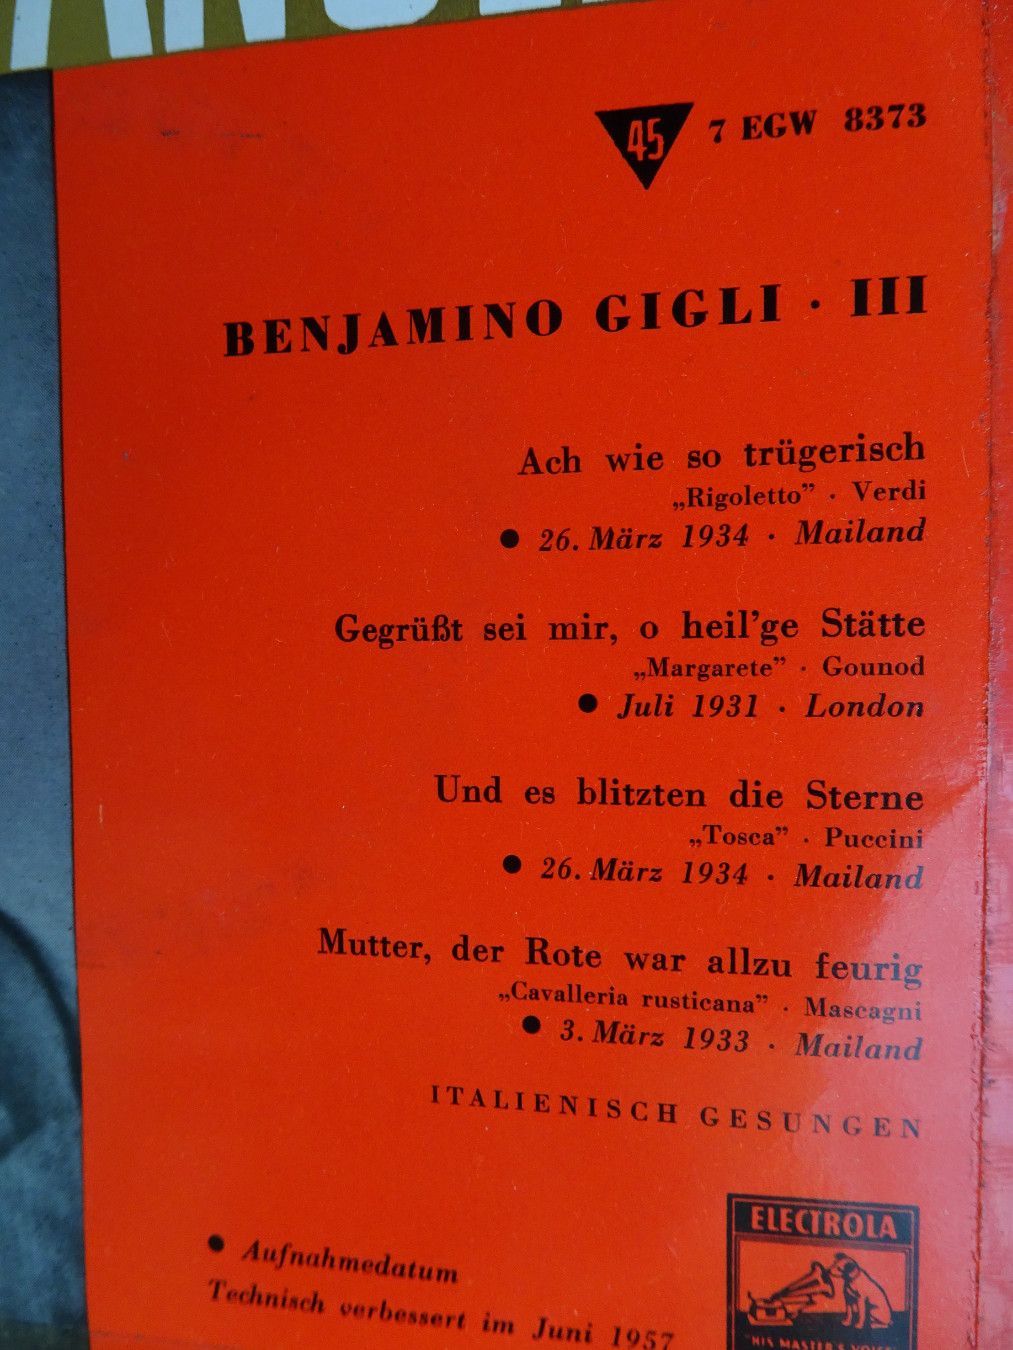 45 7 EGW 8373
BENJAMINO GIGLI · III
Ach wie so trügerisch
„Rigoletto” · Verdi
● 26. März 1934 · Mailand
Gegrüßt sei mir, o heil’ge Stätte
„Margarete” · Gounod
● Juli 1931 · London
Und es blitzten die Sterne
„Tosca” · Puccini
● 26. März 1934 · Mailand
Mutter, der Rote war allzu feurig
„Cavalleria rusticana” · Mascagni
● 3. März 1933 · Mailand
ITALIENISCH GESUNGEN
ELECTROLA
● Aufnahmedatum
Technisch verbessert im Juni 1957
"HIS MASTER'S VOICE"